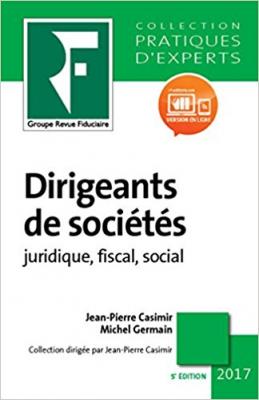 COLLECTION
PRATIQUES
D'EXPERTS
RF
Groupe Revue Fiduciaire
VERSION EN LIGNE
Dirigeants
de sociétés
juridique, fiscal, social
Jean-Pierre Casimir
Michel Germain
Collection dirigée par Jean-Pierre Casimir
5e EDITION
2017